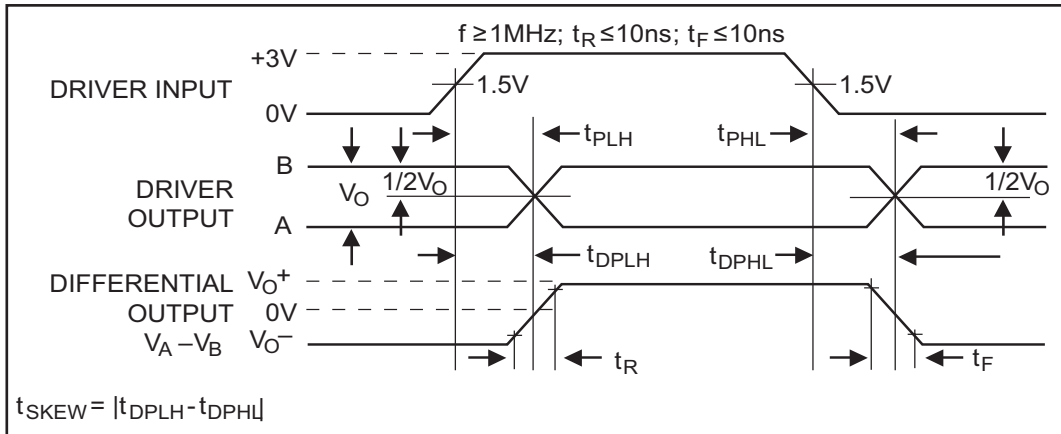 f ≥ 1MHz; tR ≤ 10ns; tF ≤ 10ns
+3V
DRIVER INPUT
1.5V
1.5V
0V
tPLH
tPHL
B
DRIVER
OUTPUT
VO
1/2VO
1/2VO
A
tDPLH
tDPHL
DIFFERENTIAL
OUTPUT
VA –VB
VO+
0V
VO–
tR
tF
tSKEW = |tDPLH - tDPHL|